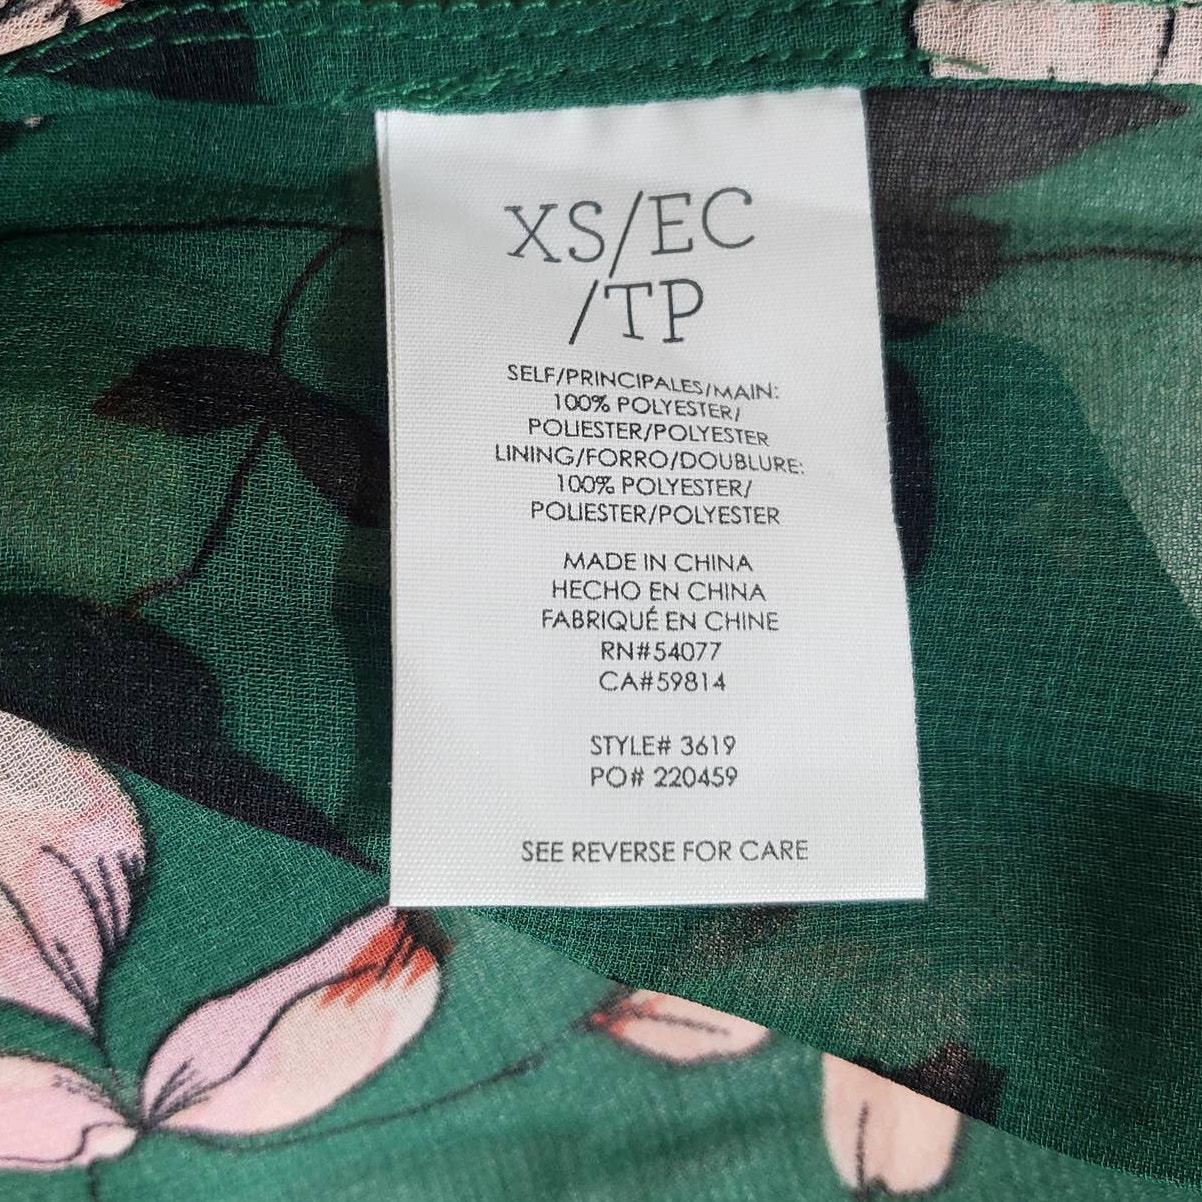 XS/EC
/TP
SELF/PRINCIPALES/MAIN:
100% POLYESTER/
POLIESTER/POLYESTER
LINING/FORRO/DOUBLURE:
100% POLYESTER/
POLIESTER/POLYESTER
MADE IN CHINA
HECHO EN CHINA
FABRIQUÉ EN CHINE
RN#54077
CA#59814
STYLE# 3619
PO# 220459
SEE REVERSE FOR CARE